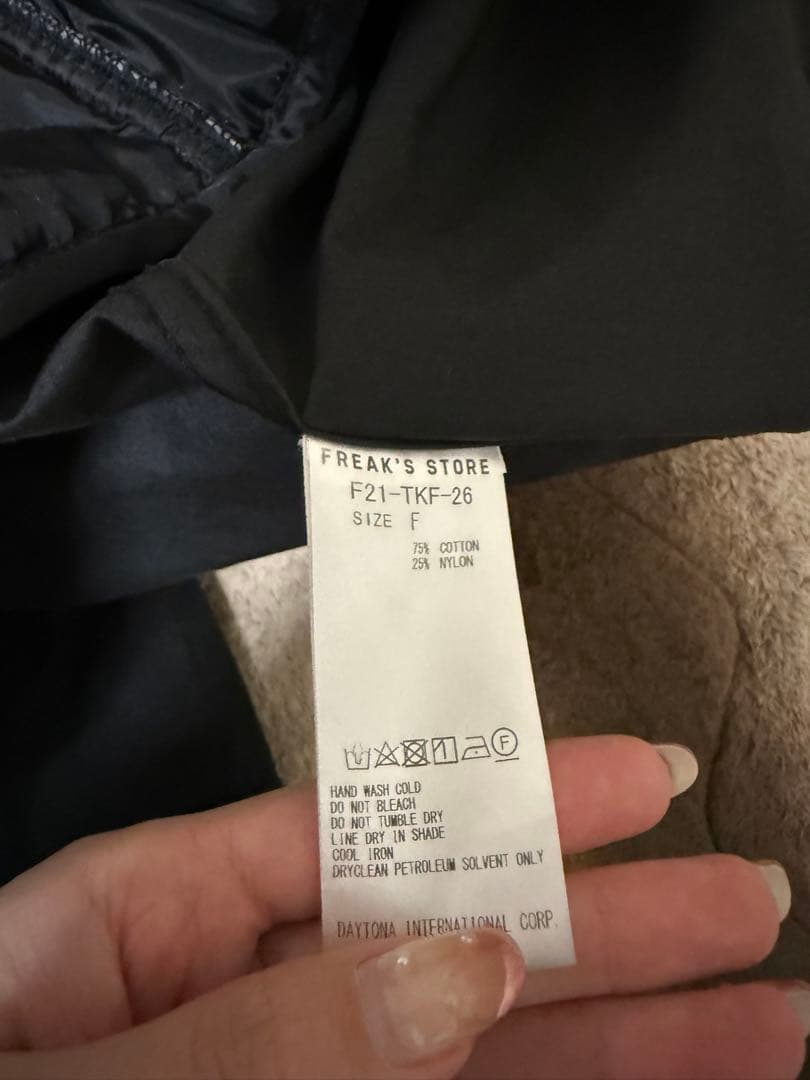 FREAK'S STORE
F21-TKF-26
SIZE F
75% COTTON
25% NYLON
F
HAND WASH COLD
DO NOT BLEACH
DO NOT TUMBLE DRY
LINE DRY IN SHADE
COOL IRON
DRYCLEAN PETROLEUM SOLVENT ONLY
DAYTONA INTERNATIONAL CORP.